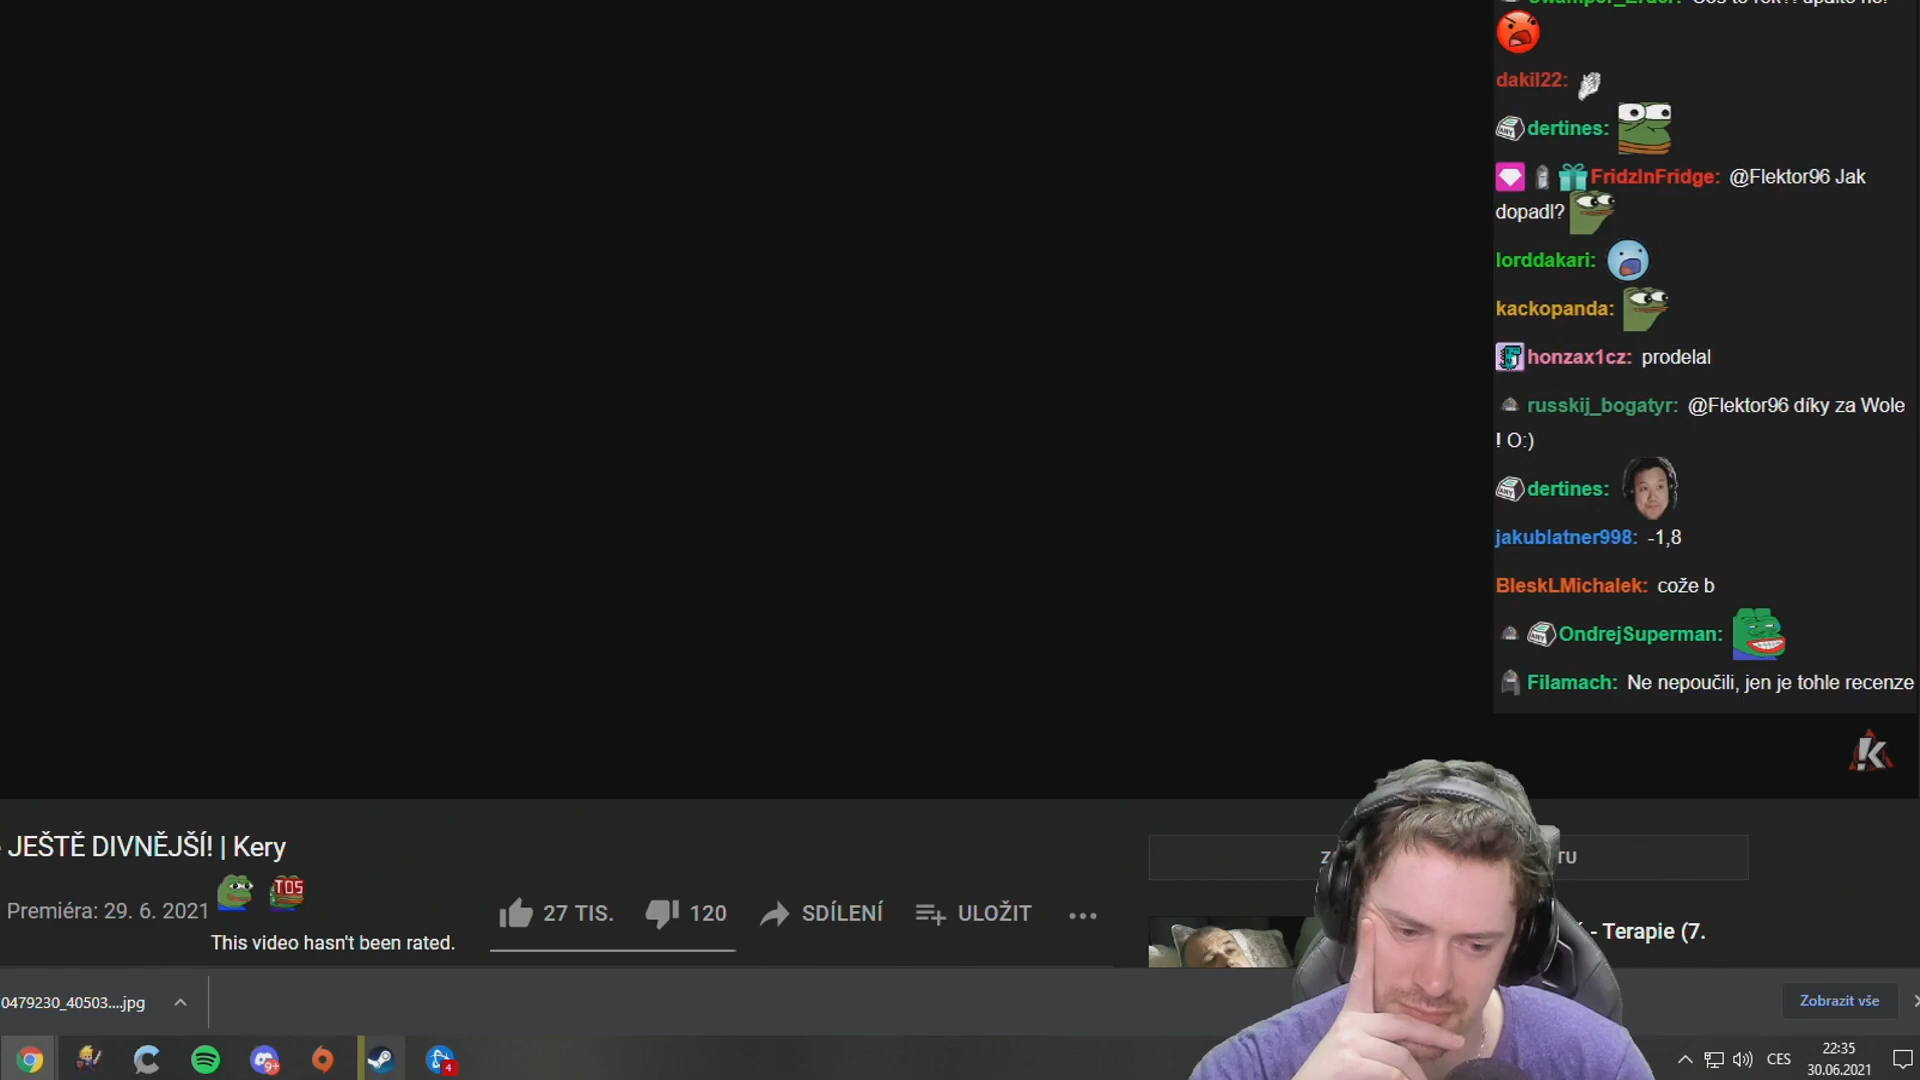 dakil22:
dertines:
FridzInFridge: @Flektor96 Jak
dopadl?
lorddakari:
kackopanda:
honzax1cz: prodelal
russkij_bogatyr: @Flektor96 díky za Wole
! O:)
dertines:
jakublatner998: -1,8
BleskLMichalek: cože b
OndrejSuperman:
Filamach: Ne nepoučili, jen je tohle recenze
!K
JEŠTĚ DIVNĚJŠÍ! | Kery
TOS
Premiéra: 29. 6. 2021
27 TIS.
120
SDÍLENÍ
ULOŽIT
This video hasn't been rated.
- Terapie (7.
0479230_40503....jpg
Zobrazit vše
9+
4
CES
22:35
30.06.2021